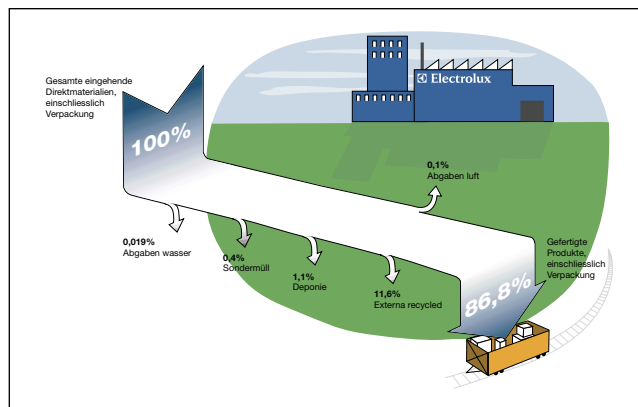 Electrolux
Gesamte eingehende
Direktmaterialien,
einschliesslich
Verpackung
100%
0,1%
Abgaben luft
0,019%
Abgaben wasser
0,4%
Sondermüll
1,1%
Deponie
11,6%
Externa recycled
Gefertigte
Produkte,
einschliesslich
Verpackung
86,8%